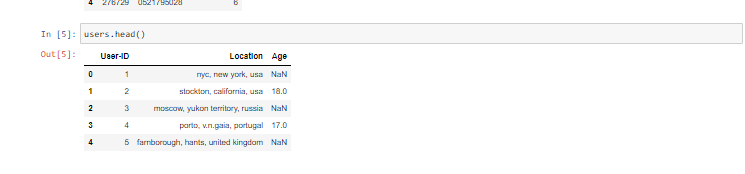 4 276729 0521795028 6
In [5]: users.head()
Out[5]:
User-ID Location Age
0 1 nyc, new york, usa NaN
1 2 stockton, california, usa 18.0
2 3 moscow, yukon territory, russia NaN
3 4 porto, v.n.gaia, portugal 17.0
4 5 farnborough, hants, united kingdom NaN